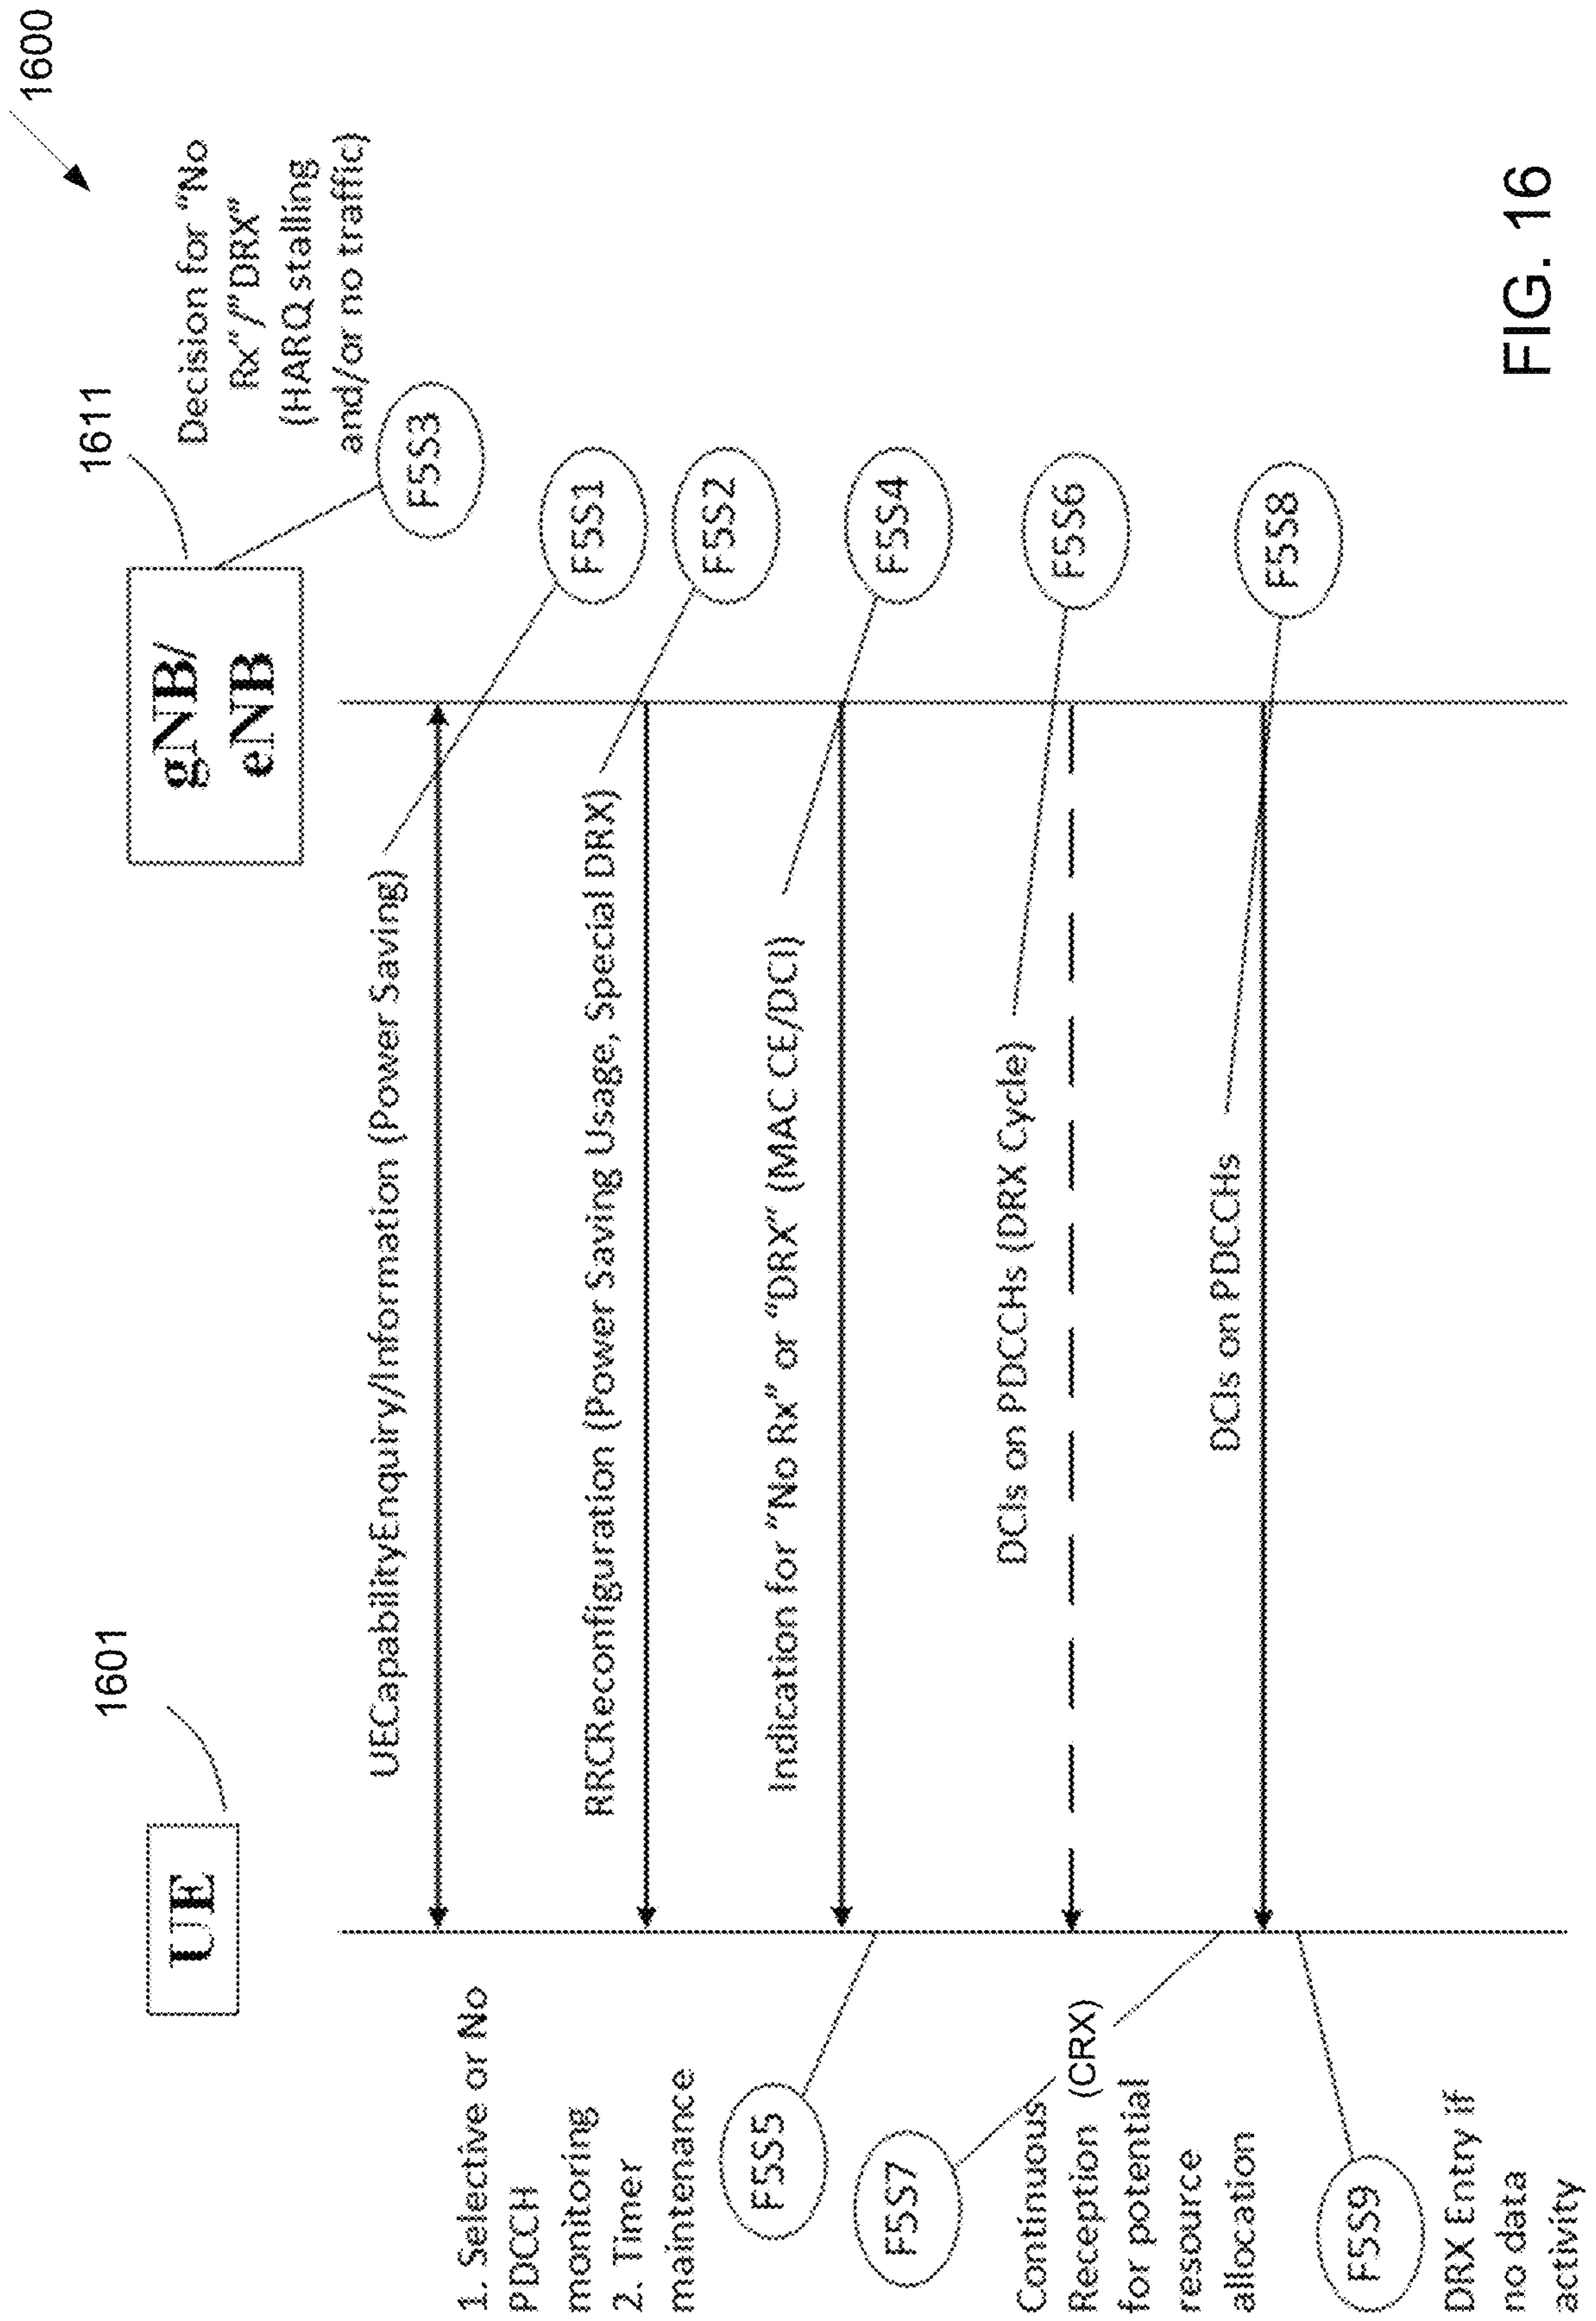 1600
UE
1601
gNB/
eNB
1611
Decision for "No
Rx"/"DRX"
(HARQ stalling
and/or no traffic)
F5S3
UECapabilityEnquiry/Information (Power Saving)
F5S1
RRCReconfiguration (Power Saving Usage, Special DRX)
F5S2
Indication for "No Rx" or "DRX" (MAC CE/DCI)
F5S4
1. Selective or No
PDCCH
monitoring
2. Timer
maintenance
F5S5
DCIs on PDCCHs (DRX Cycle)
F5S6
F5S7
Continuous
Reception (CRX)
for potential
resource
allocation
DCIs on PDCCHs
F5S8
F5S9
DRX Entry if
no data
activity
FIG. 16